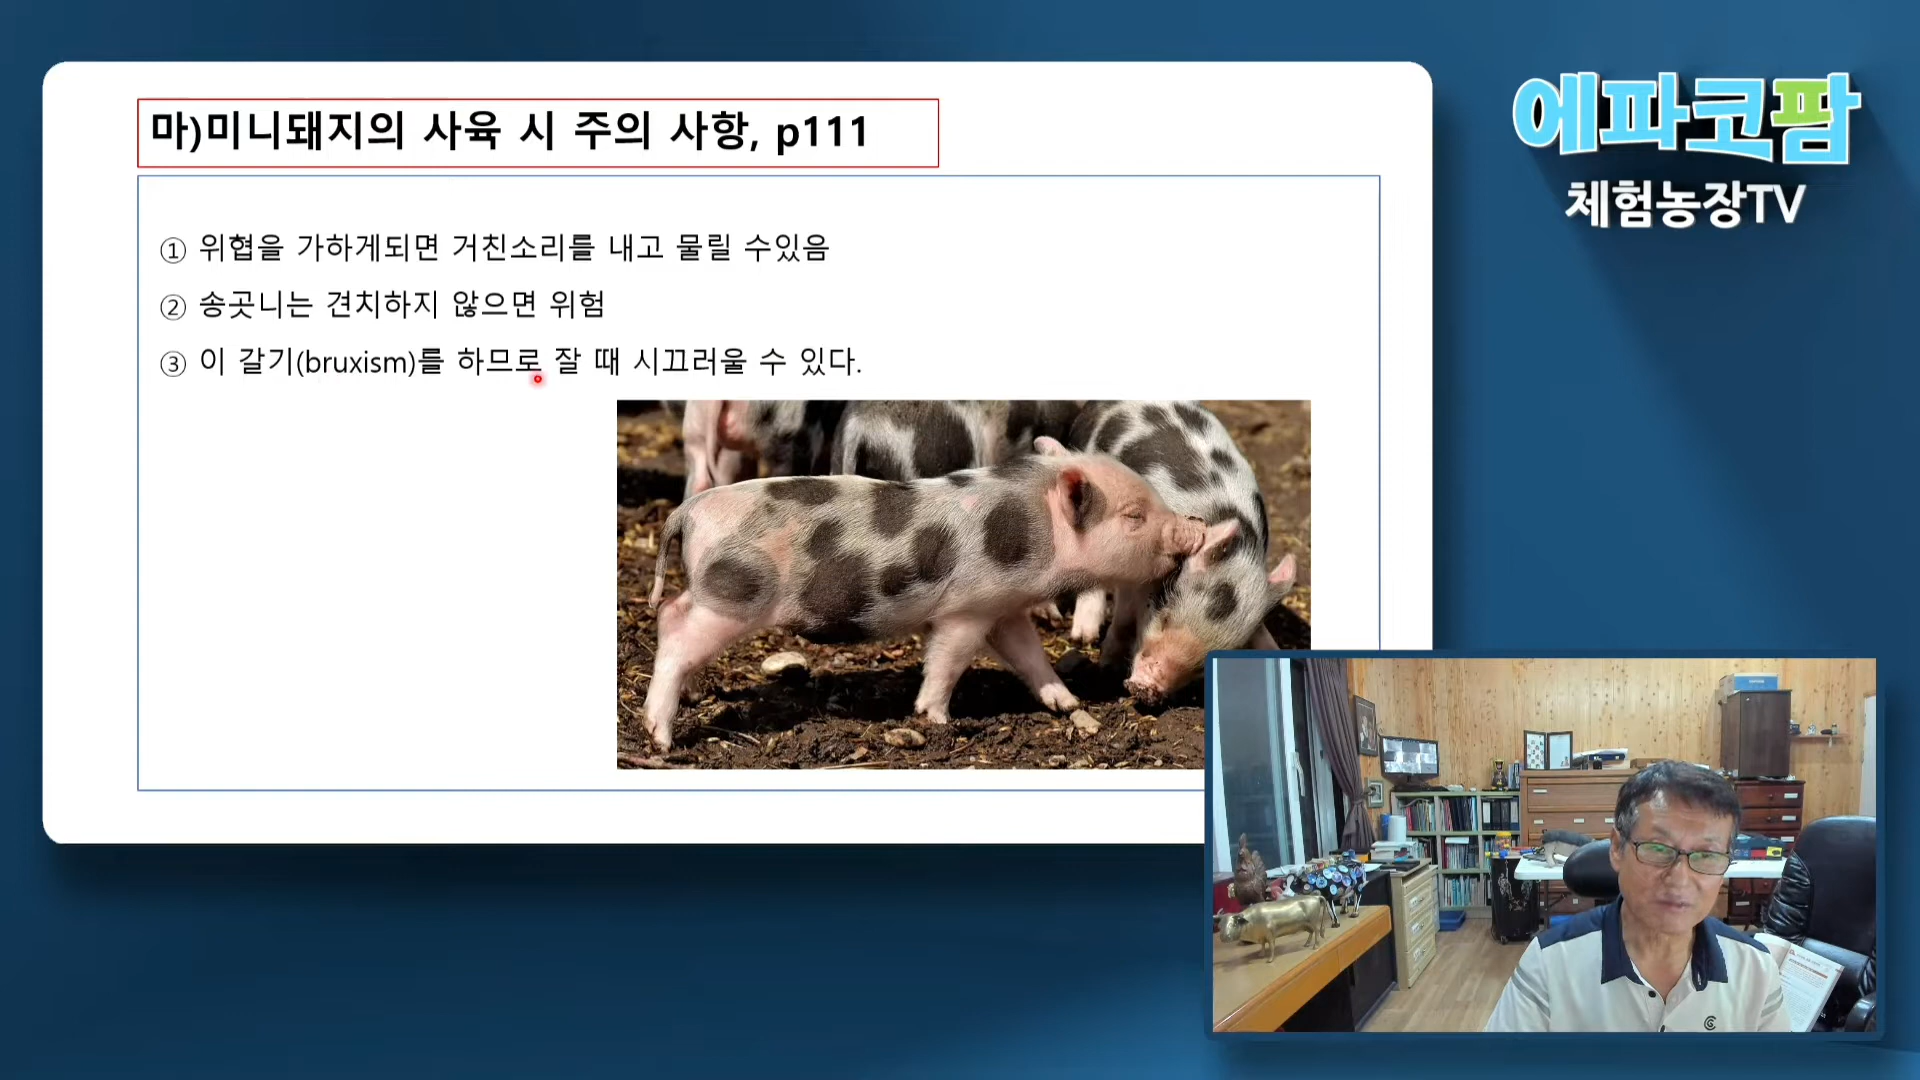 마)미니돼지의 사육 시 주의 사항, p111
① 위협을 가하게되면 거친소리를 내고 물릴 수있음
② 송곳니는 견치하지 않으면 위험
③ 이 갈기(bruxism)를 하므로 잘 때 시끄러울 수 있다.
에파코팜
체험농장TV